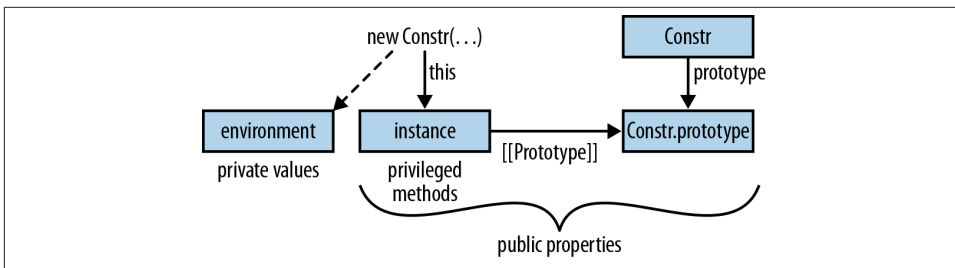 new Constr(…)
Constr
this
prototype
environment
instance
Constr.prototype
[[Prototype]]
private values
privileged
methods
public properties